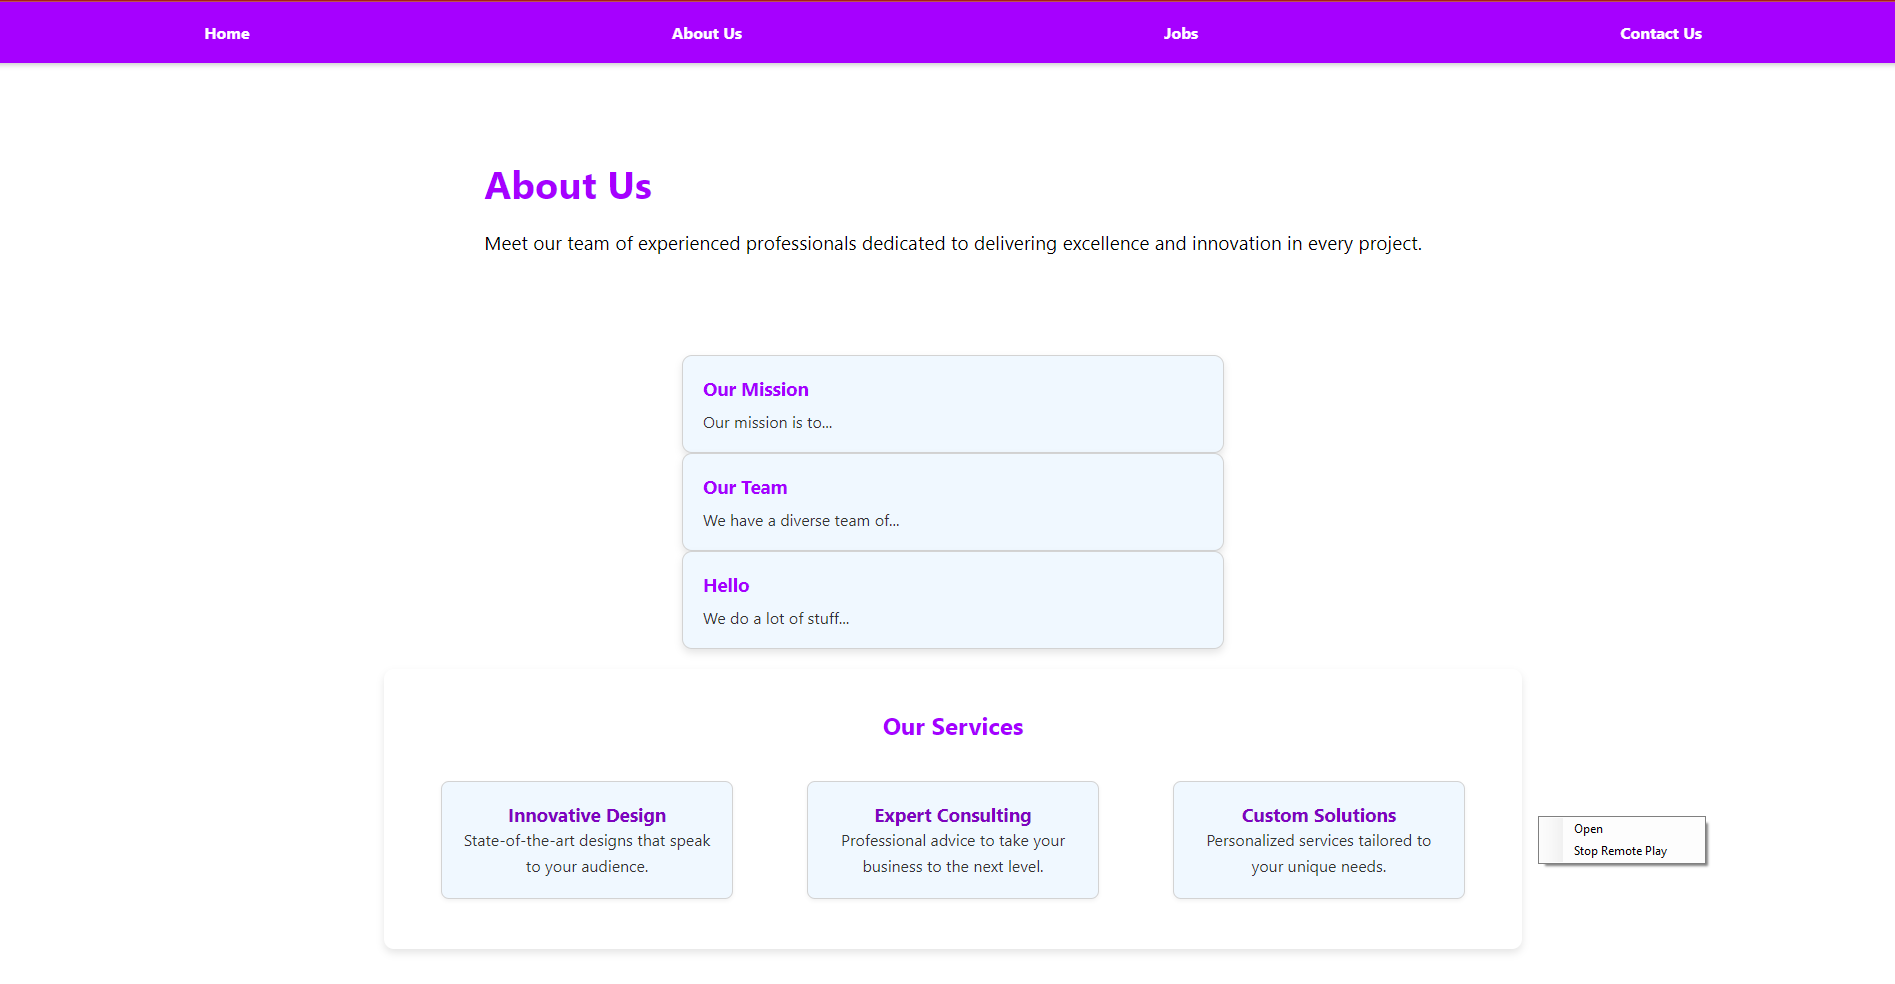 Home About Us Jobs Contact Us
About Us
Meet our team of experienced professionals dedicated to delivering excellence and innovation in every project.
Our Mission
Our mission is to...
Our Team
We have a diverse team of...
Hello
We do a lot of stuff...
Our Services
Innovative Design
State-of-the-art designs that speak
to your audience.
Expert Consulting
Professional advice to take your
business to the next level.
Custom Solutions
Personalized services tailored to
your unique needs.
Open
Stop Remote Play